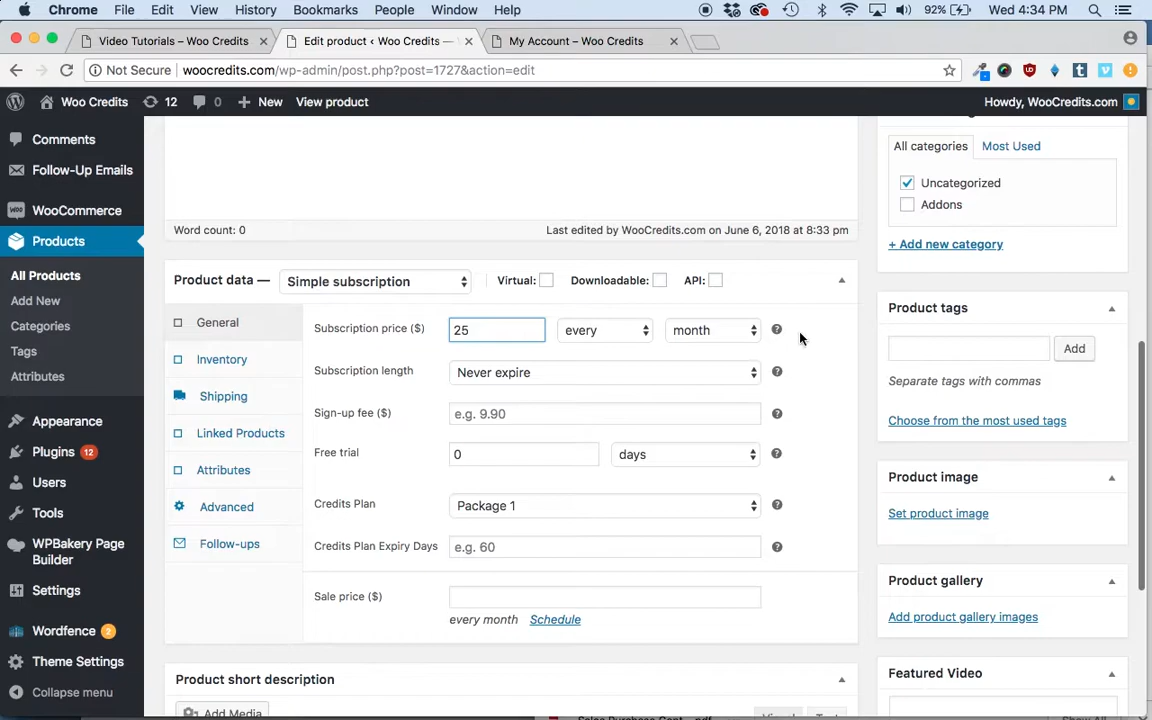 Chrome File Edit View History Bookmarks People Window Help 92% Wed 4:34 PM
Video Tutorials – Woo Credits Edit product ‹ Woo Credits — My Account – Woo Credits
Not Secure woocredits.com/wp-admin/post.php?post=1727&action=edit
Woo Credits 12 0 New View product Howdy, WooCredits.com
Comments
Follow-Up Emails
WooCommerce
Products
All Products
Add New
Categories
Tags
Attributes
Appearance
Plugins 12
Users
Tools
WPBakery Page
Builder
Settings
Wordfence 2
Theme Settings
Collapse menu
Word count: 0 Last edited by WooCredits.com on June 6, 2018 at 8:33 pm
Product data — Simple subscription Virtual: Downloadable: API:
General
Inventory
Shipping
Linked Products
Attributes
Advanced
Follow-ups
Subscription price ($) 25 every month
Subscription length Never expire
Sign-up fee ($) e.g. 9.90
Free trial 0 days
Credits Plan Package 1
Credits Plan Expiry Days e.g. 60
Sale price ($)
every month Schedule
Product short description
Add Media
All categories Most Used
Uncategorized
Addons
+ Add new category
Product tags
Add
Separate tags with commas
Choose from the most used tags
Product image
Set product image
Product gallery
Add product gallery images
Featured Video